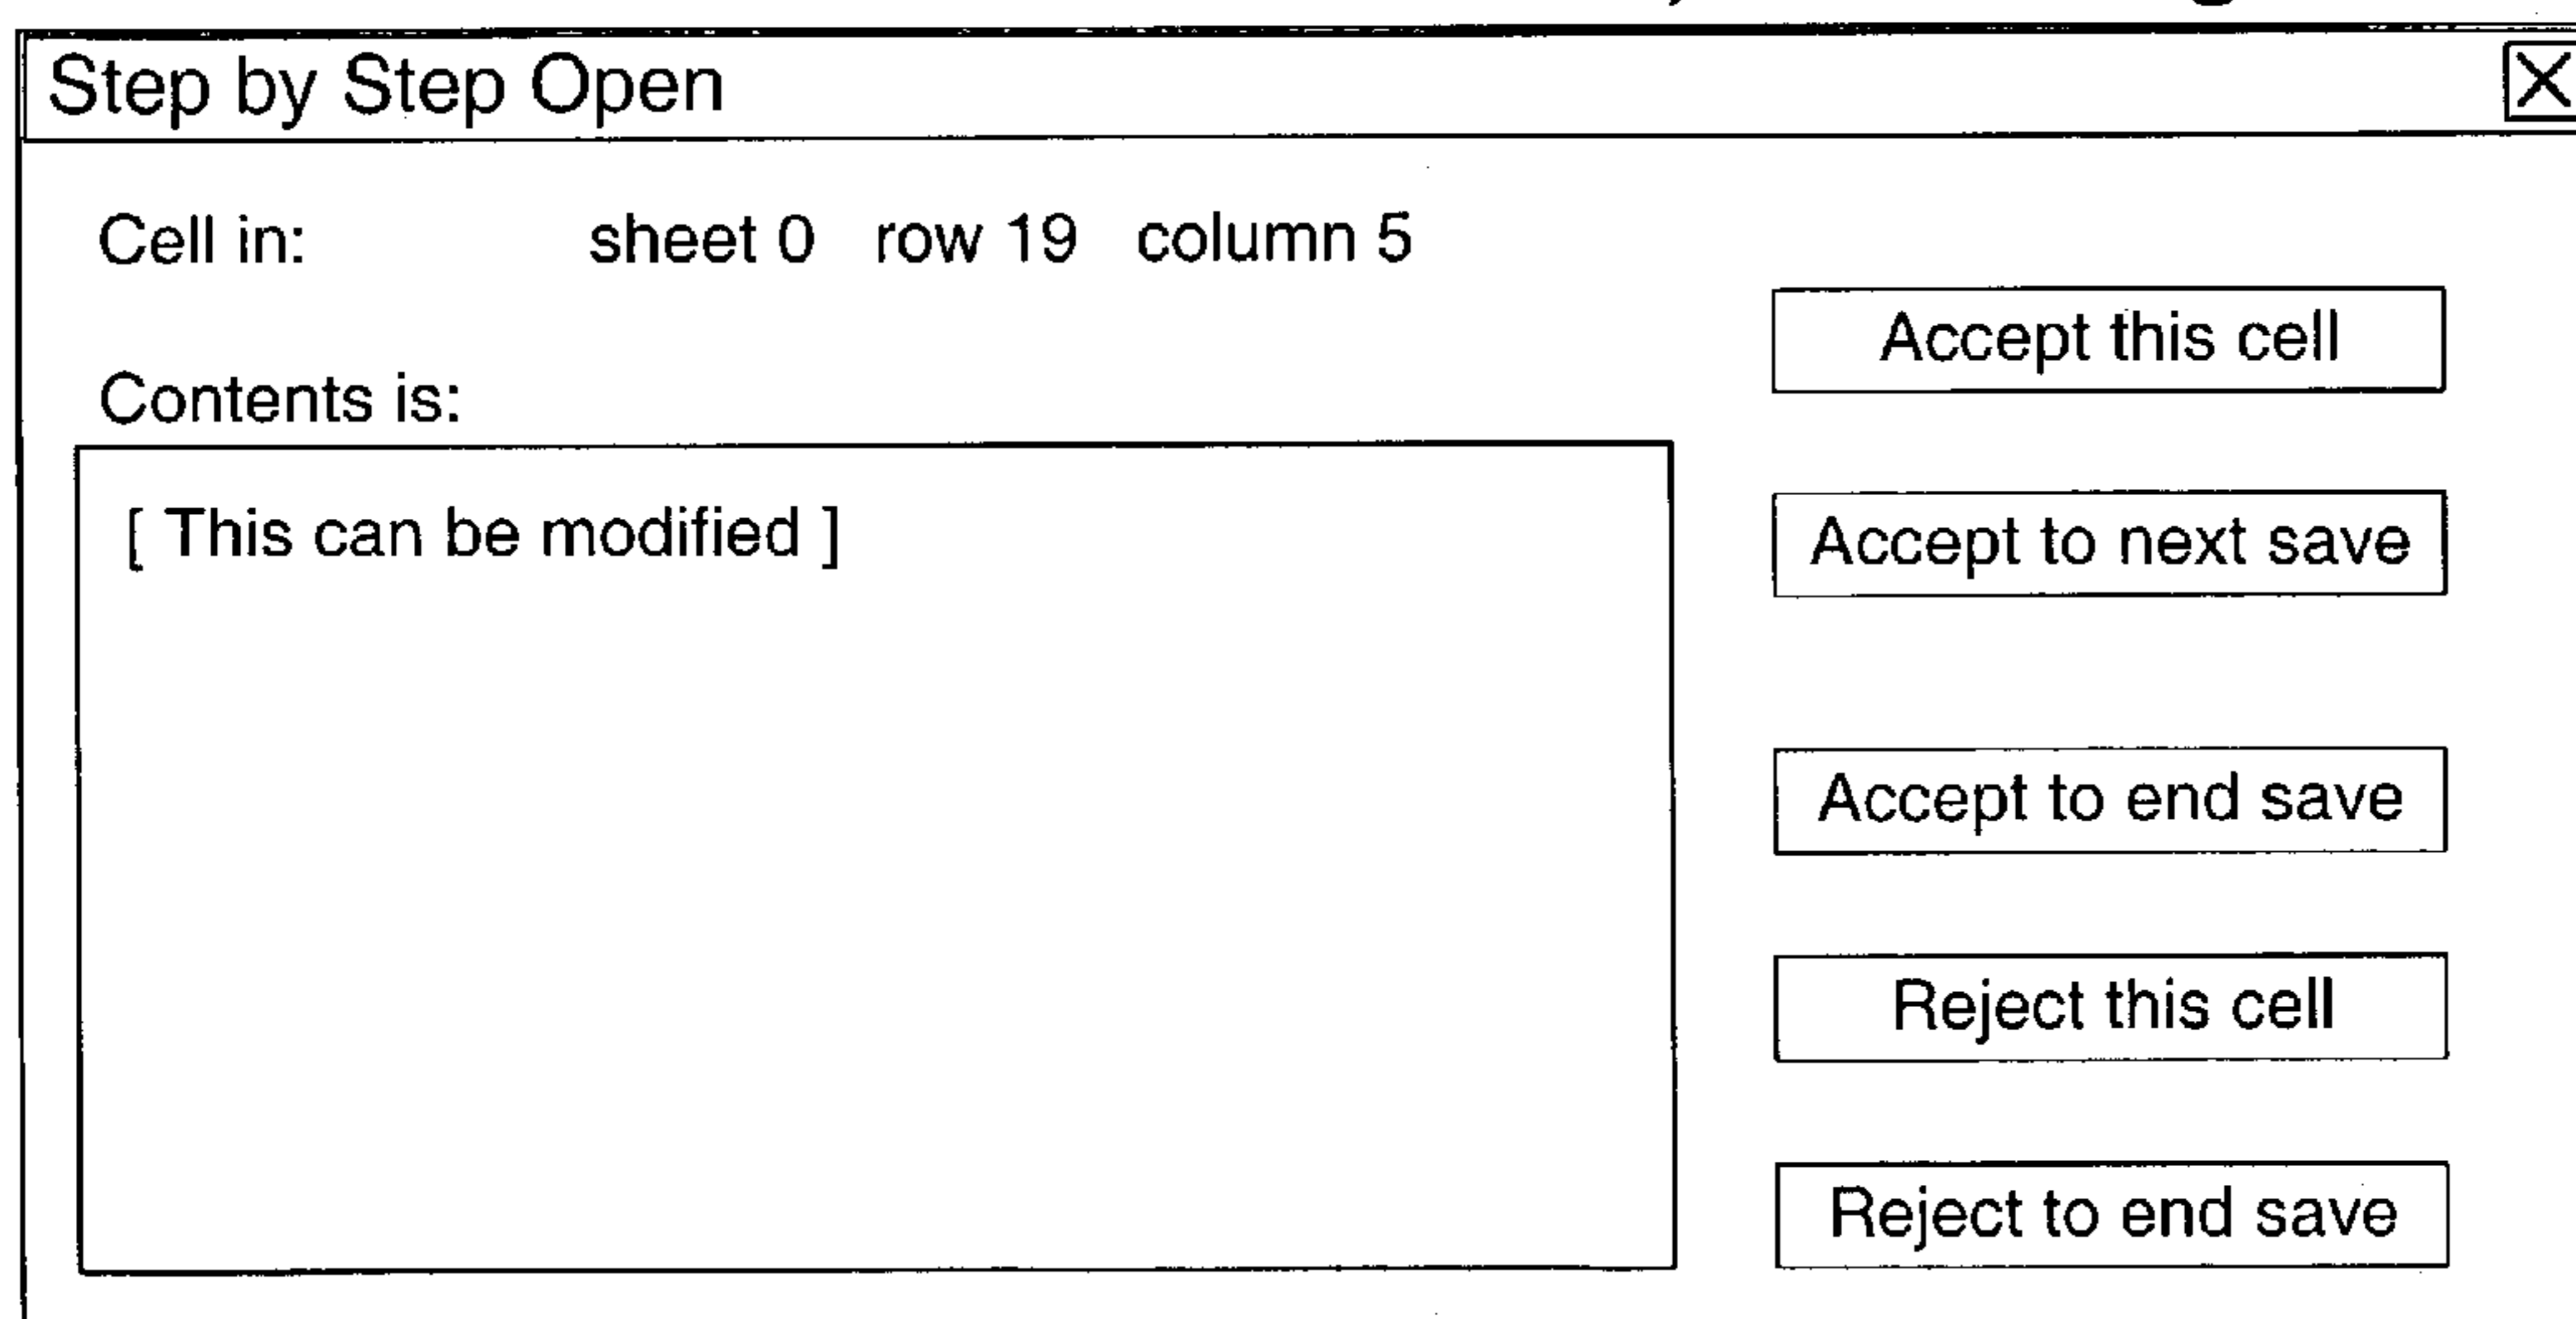 Step by Step Open
Cell in: sheet 0 row 19 column 5
Contents is:
[ This can be modified ]
Accept this cell
Accept to next save
Accept to end save
Reject this cell
Reject to end save